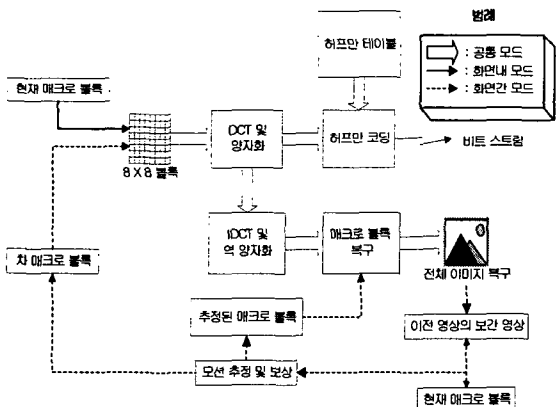 범례
: 공통 모드
: 화면내 모드
: 화면간 모드
허프만 테이블
현재 매크로 블록
8 X 8 블록
DCT 및
양자화
허프만 코딩
비트 스트림
IDCT 및
역 양자화
매크로 블록
복구
전체 이미지 복구
차 매크로 블록
추정된 매크로 블록
이전 영상의 보간 영상
모션 추정 및 보상
현재 매크로 블록